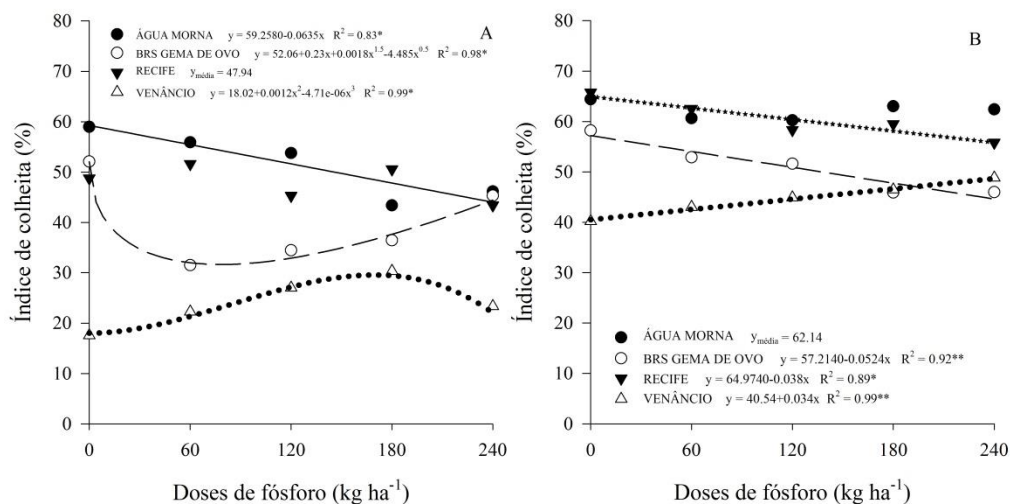 A
ÁGUA MORNA y = 59.2580-0.0635x R² = 0.83*
BRS GEMA DE OVO y = 52.06+0.23x+0.0018x^1.5-4.485x^0.5 R² = 0.98*
RECIFE y média = 47.94
VENÂNCIO y = 18.02+0.0012x²-4.71e-06x³ R² = 0.99*
Índice de colheita (%)
80
70
60
50
40
30
20
10
0
0 60 120 180 240
Doses de fósforo (kg ha⁻¹)
B
Índice de colheita (%)
80
70
60
50
40
30
20
10
0
ÁGUA MORNA y média = 62.14
BRS GEMA DE OVO y = 57.2140-0.0524x R² = 0.92**
RECIFE y = 64.9740-0.038x R² = 0.89*
VENÂNCIO y = 40.54+0.034x R² = 0.99**
0 60 120 180 240
Doses de fósforo (kg ha⁻¹)